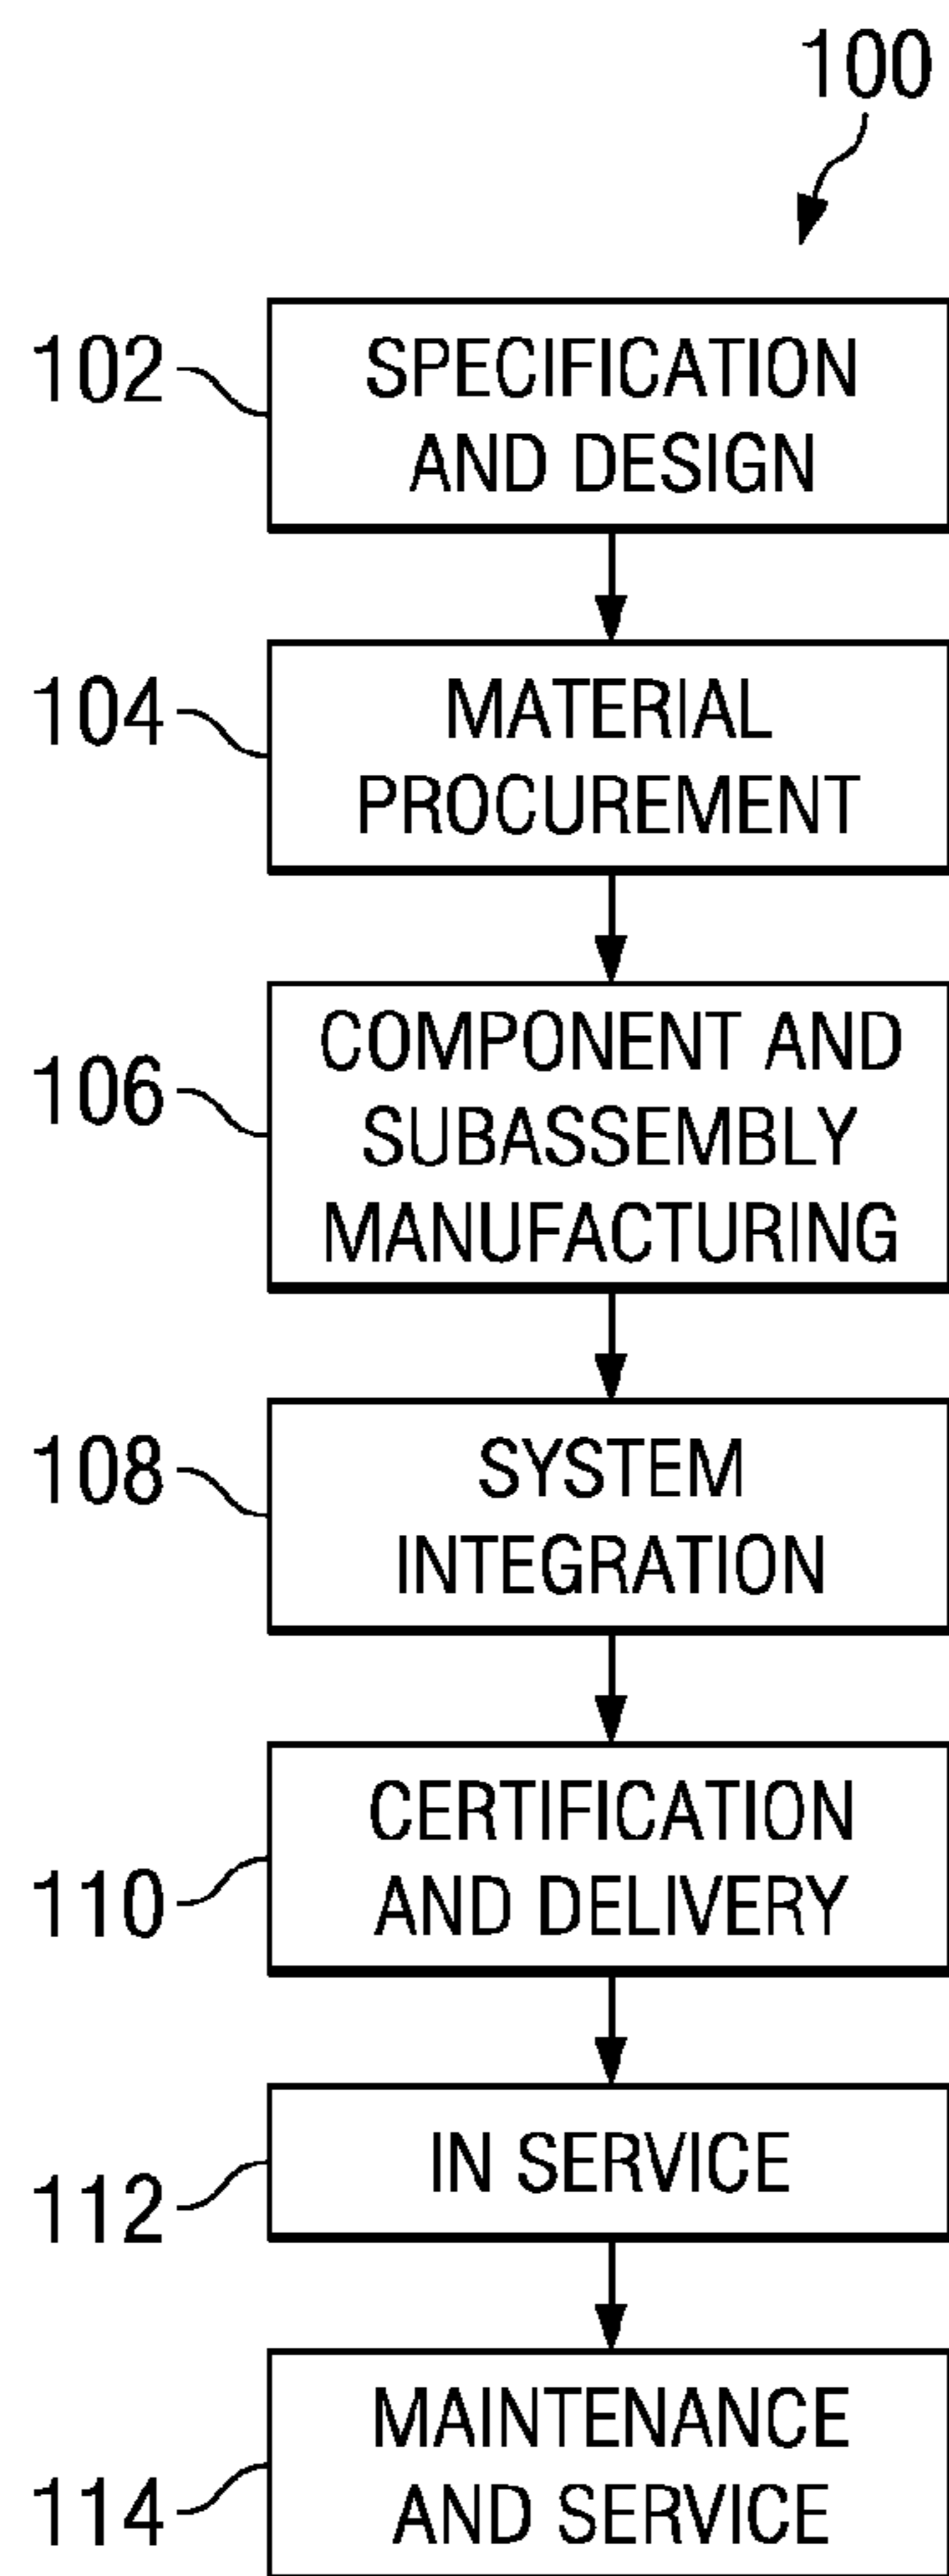 100
102
SPECIFICATION
AND DESIGN
104
MATERIAL
PROCUREMENT
106
COMPONENT AND
SUBASSEMBLY
MANUFACTURING
108
SYSTEM
INTEGRATION
110
CERTIFICATION
AND DELIVERY
112
IN SERVICE
114
MAINTENANCE
AND SERVICE